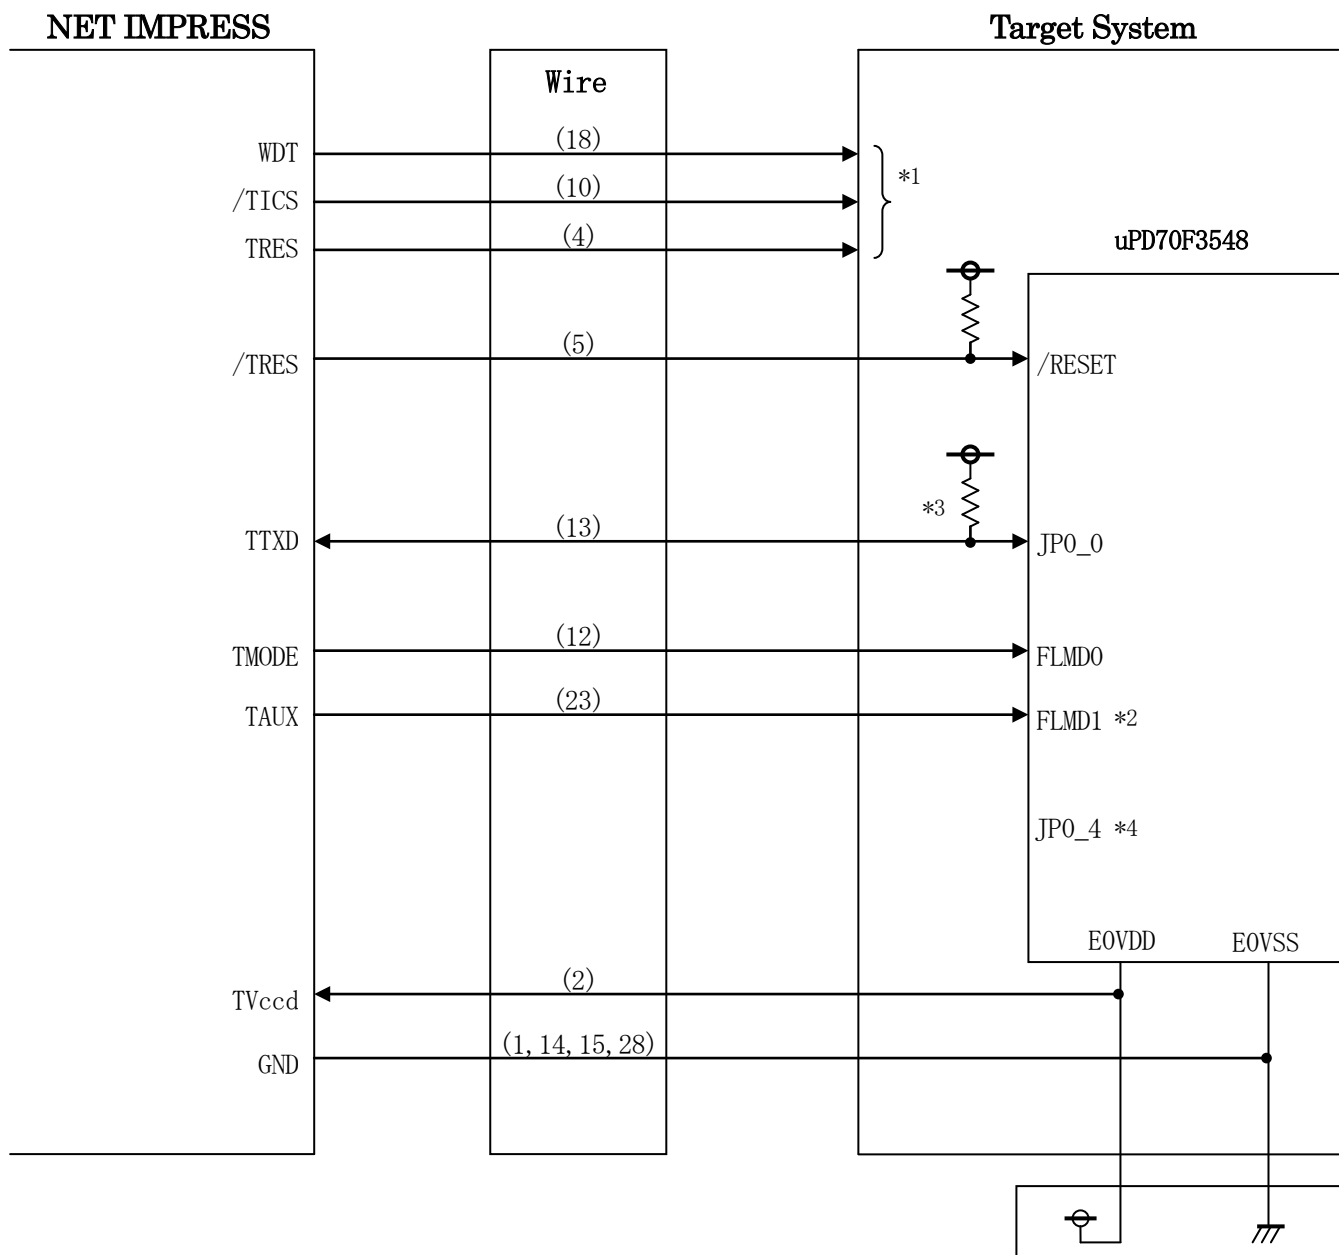 NET IMPRESS
Target System
Wire
WDT
(18)
*1
/TICS
(10)
TRES
(4)
uPD70F3548
/TRES
(5)
/RESET
*3
TTXD
(13)
JP0_0
TMODE
(12)
FLMD0
TAUX
(23)
FLMD1 *2
JP0_4 *4
E0VDD
E0VSS
TVccd
(2)
GND
(1,14,15,28)